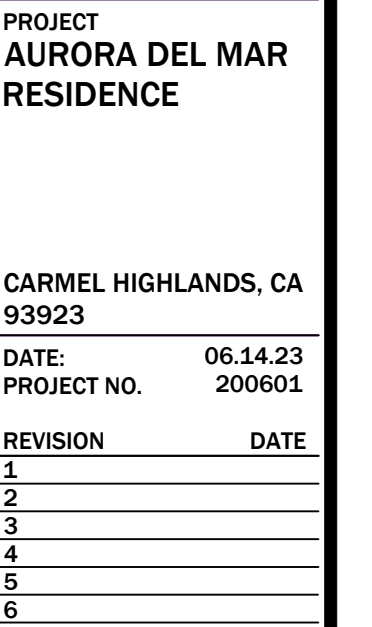 PROJECT
AURORA DEL MAR
RESIDENCE
CARMEL HIGHLANDS, CA
93923
DATE: 06.14.23
PROJECT NO. 200601
REVISION DATE
1
2
3
4
5
6